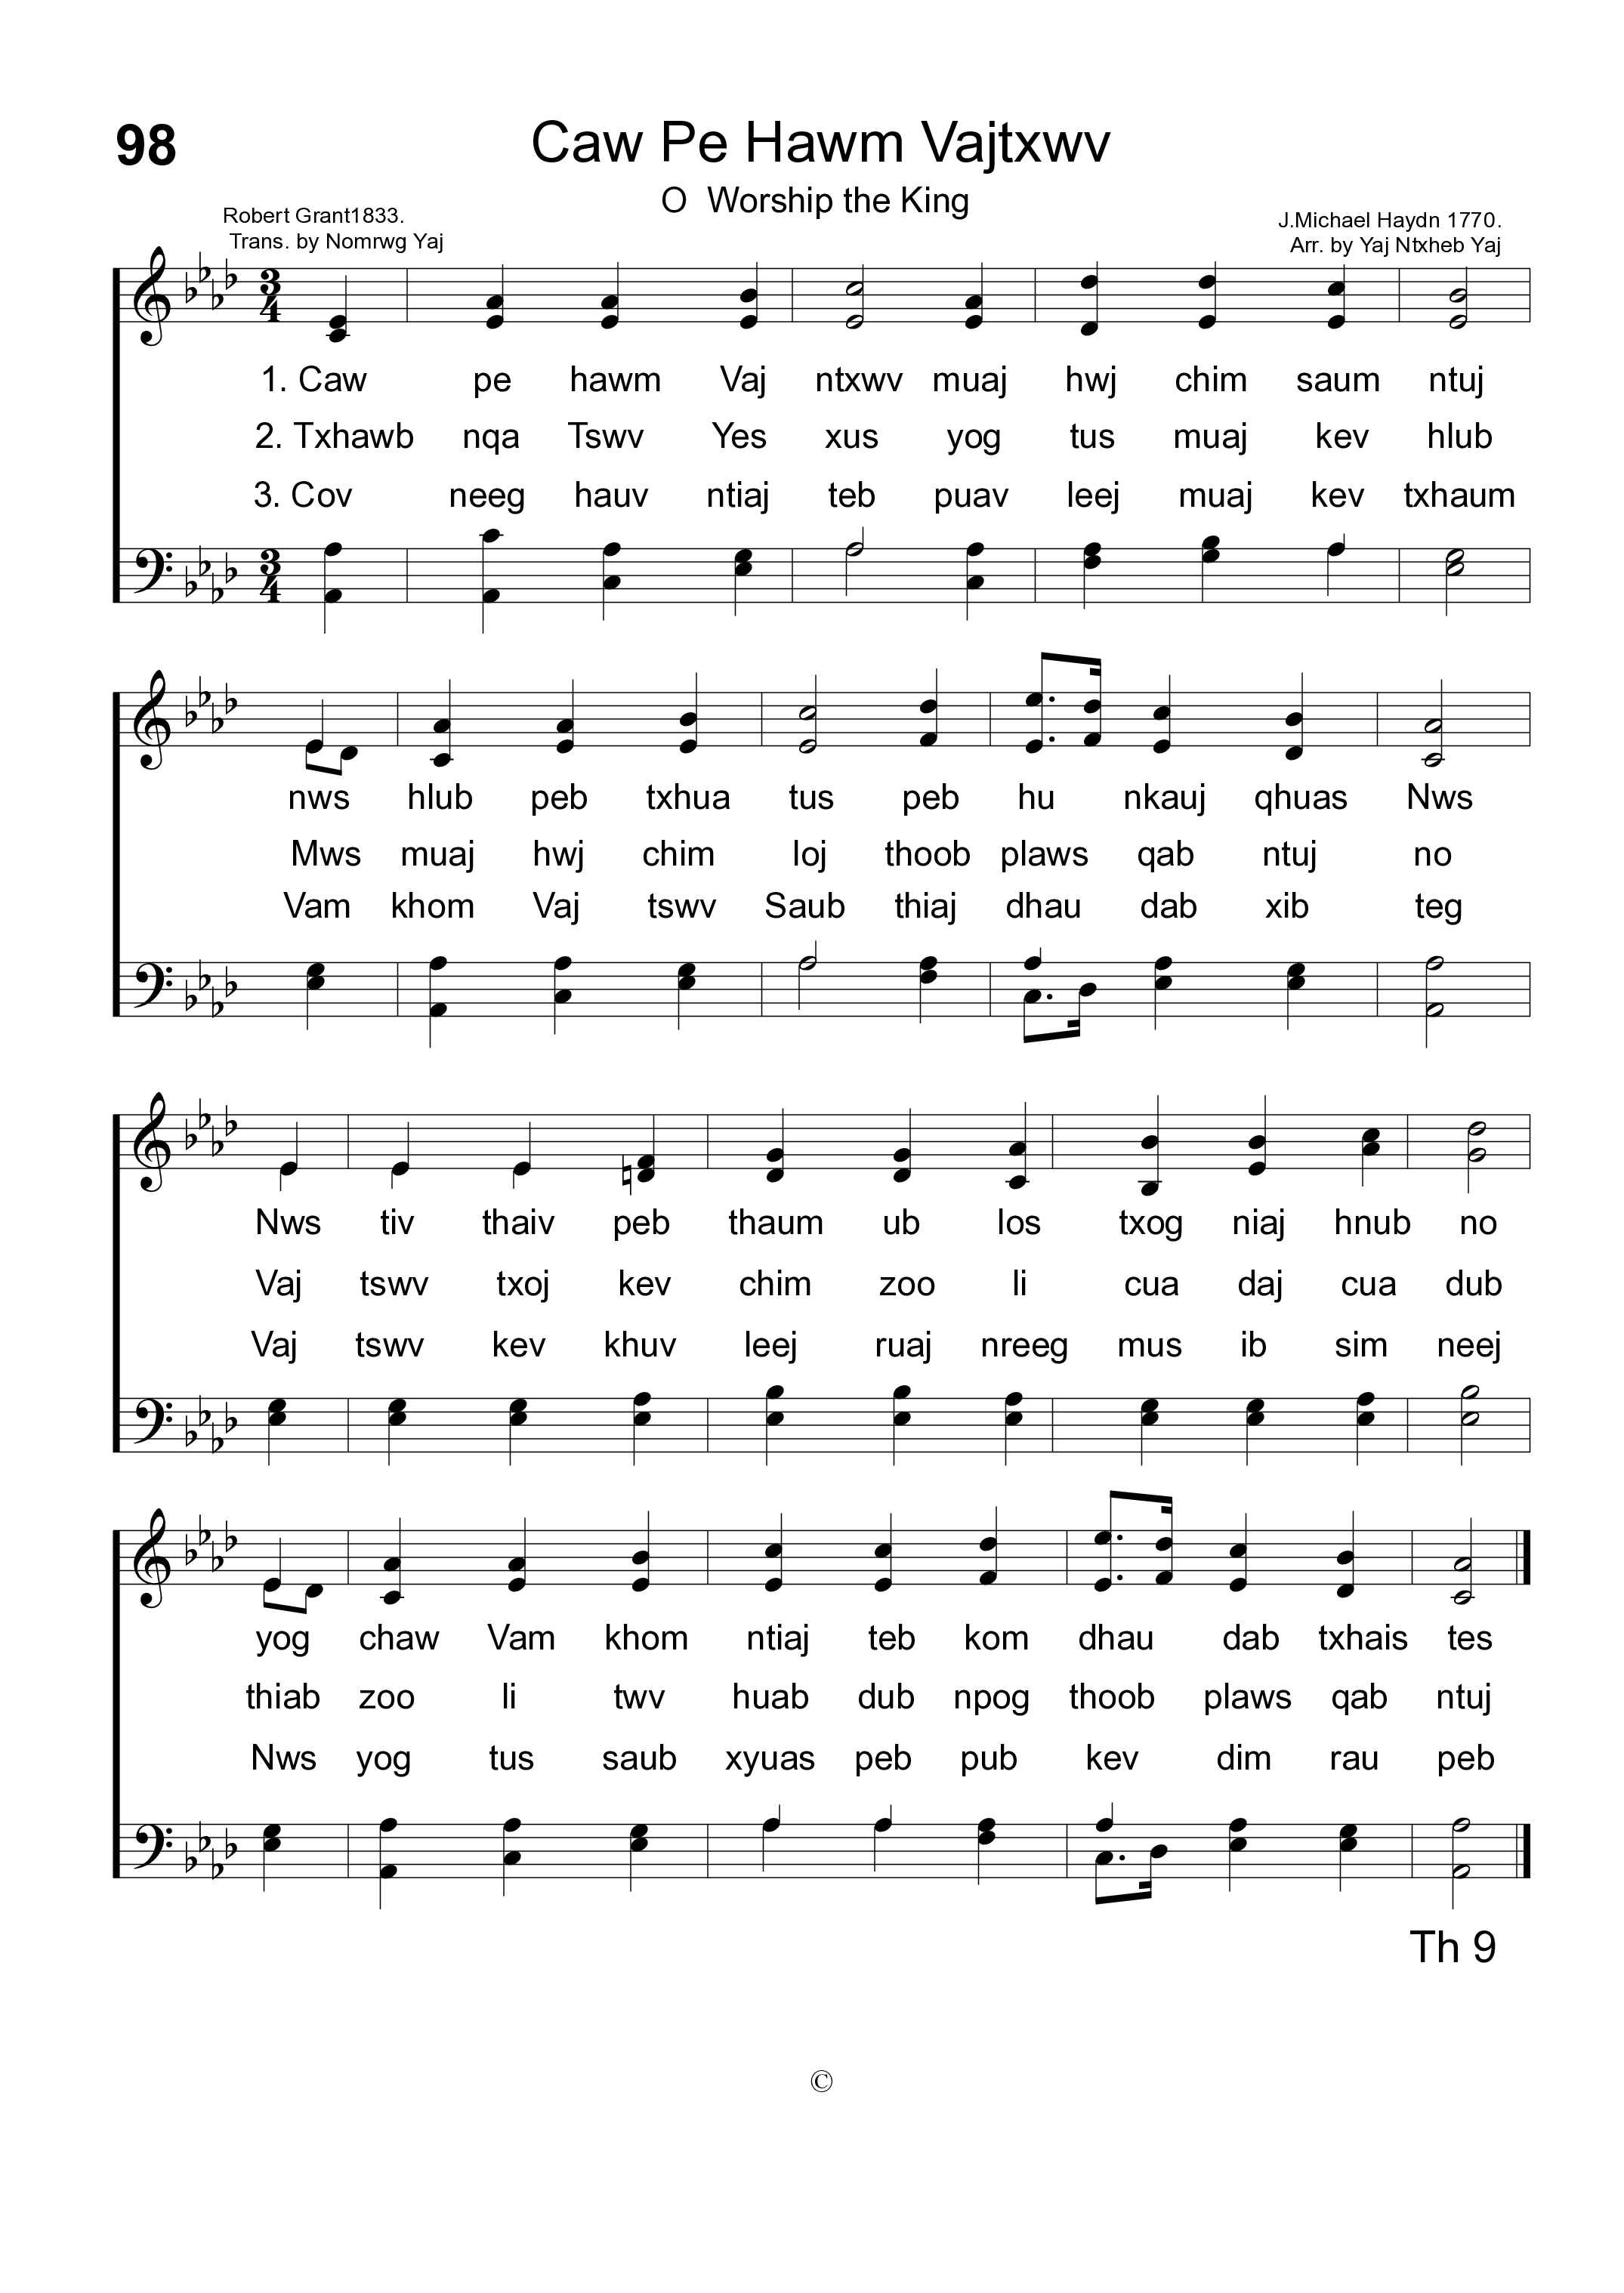 98
Caw Pe Hawm Vajtxwv
O Worship the King
Robert Grant1833.
Trans. by Nomrwg Yaj
J.Michael Haydn 1770.
Arr. by Yaj Ntxheb Yaj
3
4
1. Caw pe hawm Vaj ntxwv muaj hwj chim saum ntuj
2. Txhawb nqa Tswv Yes xus yog tus muaj kev hlub
3. Cov neeg hauv ntiaj teb puav leej muaj kev txhaum
3
4
nws hlub peb txhua tus peb hu nkauj qhuas Nws
Mws muaj hwj chim loj thoob plaws qab ntuj no
Vam khom Vaj tswv Saub thiaj dhau dab xib teg
Nws tiv thaiv peb thaum ub los txog niaj hnub no
Vaj tswv txoj kev chim zoo li cua daj cua dub
Vaj tswv kev khuv leej ruaj nreeg mus ib sim neej
yog chaw Vam khom ntiaj teb kom dhau dab txhais tes
thiab zoo li twv huab dub npog thoob plaws qab ntuj
Nws yog tus saub xyuas peb pub kev dim rau peb
Th 9
©